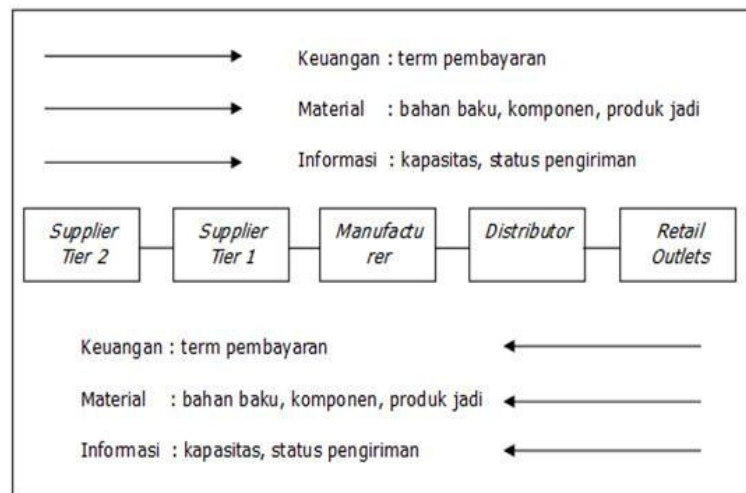 Keuangan : term pembayaran
Material : bahan baku, komponen, produk jadi
Informasi : kapasitas, status pengiriman
Supplier
Tier 2
Supplier
Tier 1
Manufactu
rer
Distributor
Retail
Outlets
Keuangan : term pembayaran
Material : bahan baku, komponen, produk jadi
Informasi : kapasitas, status pengiriman